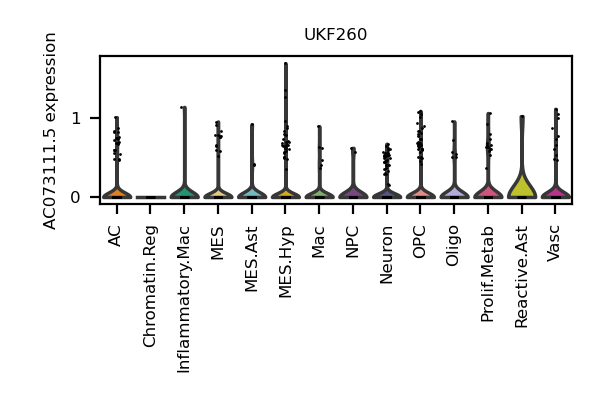 UKF260
AC073111.5 expression
1
0
AC
Chromatin.Reg
Inflammatory.Mac
MES
MES.Ast
MES.Hyp
Mac
NPC
Neuron
OPC
Oligo
Prolif.Metab
Reactive.Ast
Vasc